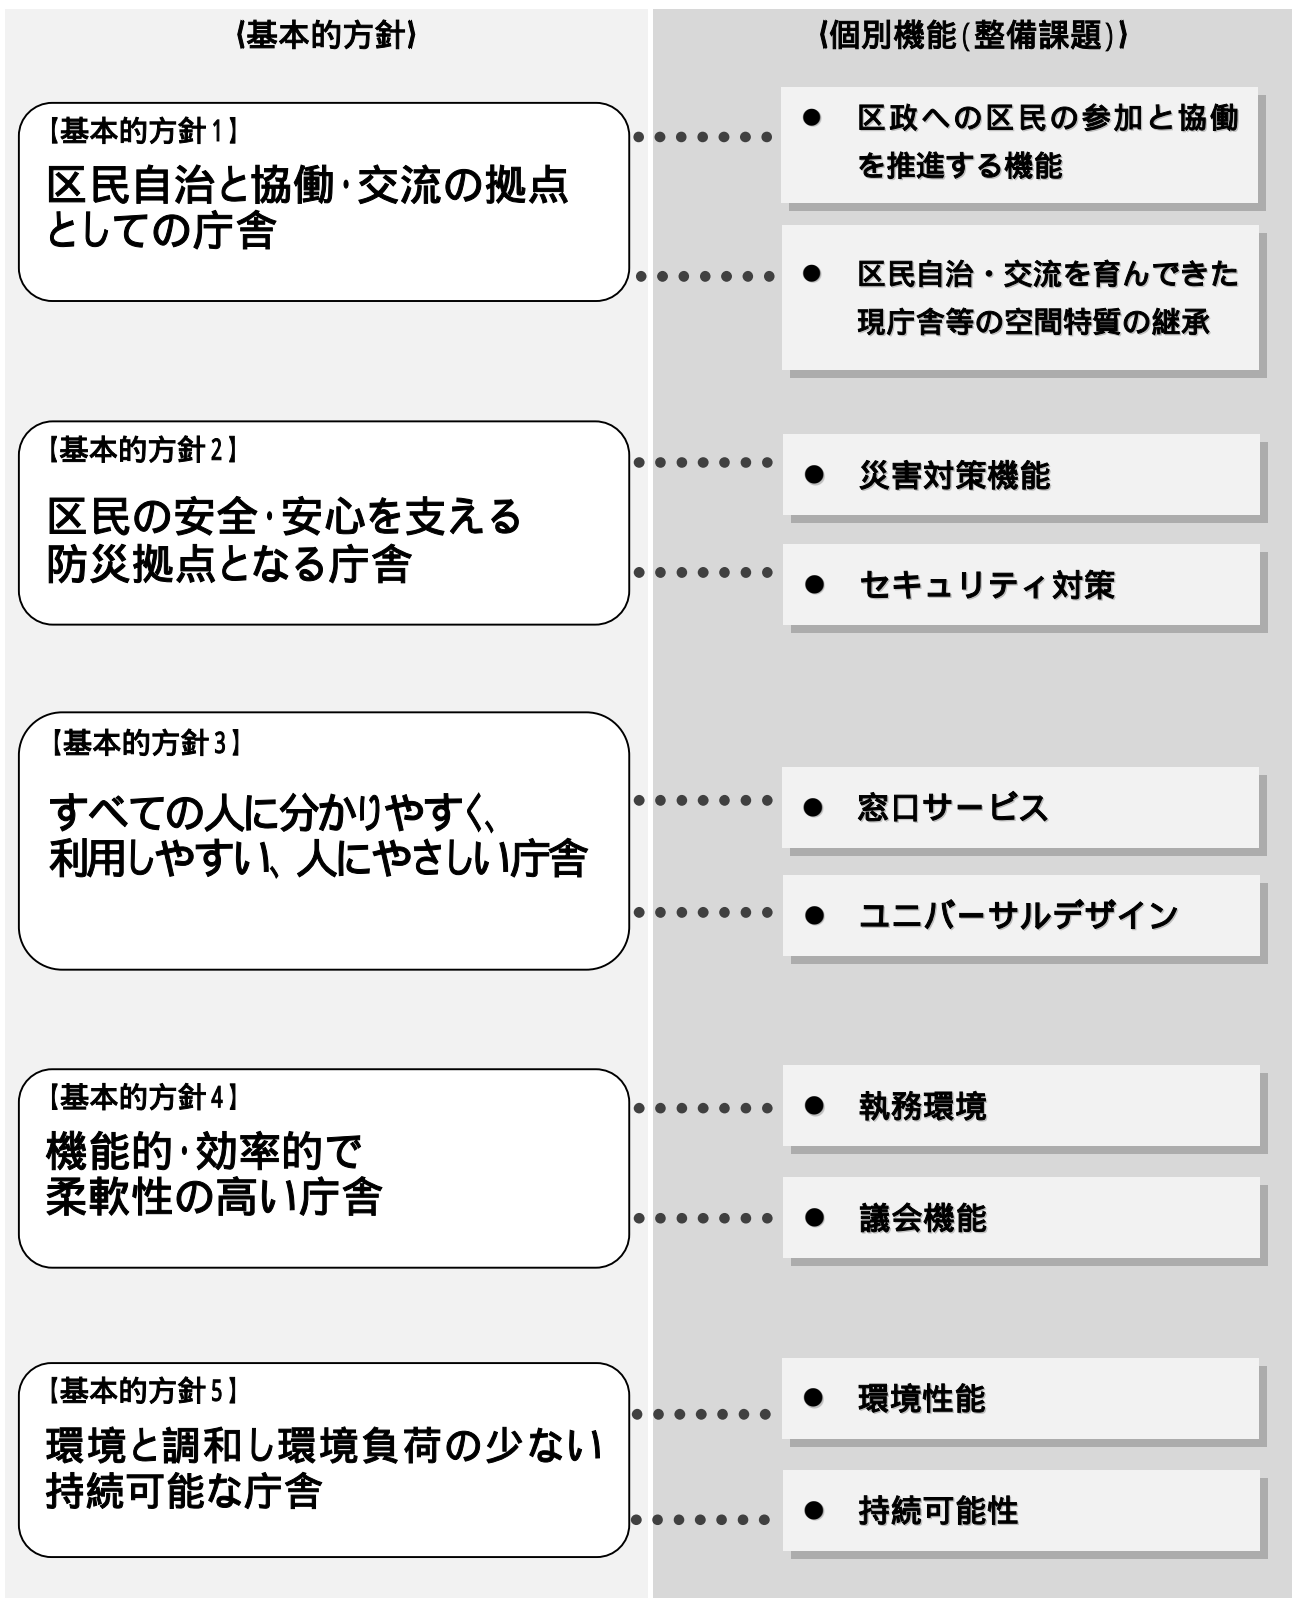 ⟨基本的方針⟩
⟨個別機能(整備課題)⟩
【基本的方針1】
区民自治と協働・交流の拠点
としての庁舎
● 区政への区民の参加と協働
を推進する機能
● 区民自治・交流を育んできた
現庁舎等の空間特質の継承
【基本的方針2】
区民の安全・安心を支える
防災拠点となる庁舎
● 災害対策機能
● セキュリティ対策
【基本的方針3】
すべての人に分かりやすく、
利用しやすい、人にやさしい庁舎
● 窓口サービス
● ユニバーサルデザイン
【基本的方針4】
機能的・効率的で
柔軟性の高い庁舎
● 執務環境
● 議会機能
【基本的方針5】
環境と調和し環境負荷の少ない
持続可能な庁舎
● 環境性能
● 持続可能性